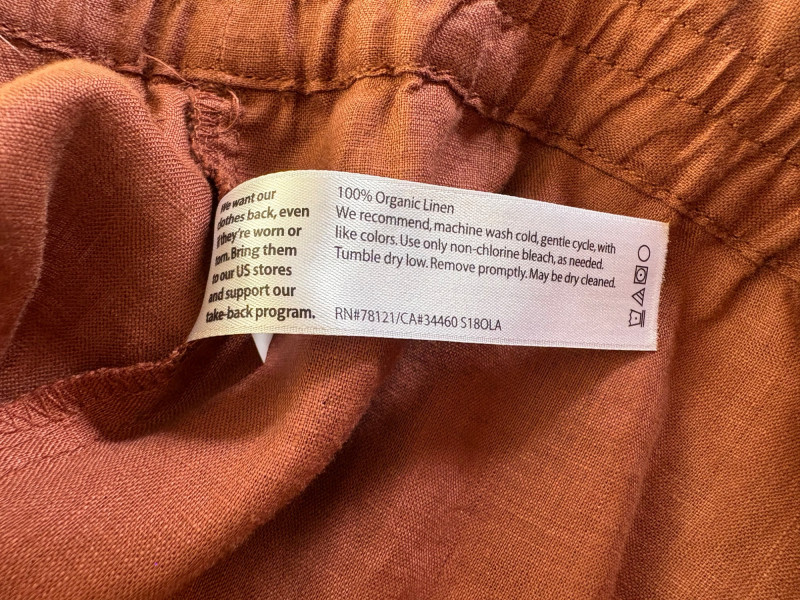 We want our
clothes back, even
if they're worn or
torn. Bring them
to our US stores
and support our
take-back program.
100% Organic Linen
We recommend, machine wash cold, gentle cycle, with
like colors. Use only non-chlorine bleach, as needed.
Tumble dry low. Remove promptly. May be dry cleaned.
RN#78121/CA#34460 S18OLA